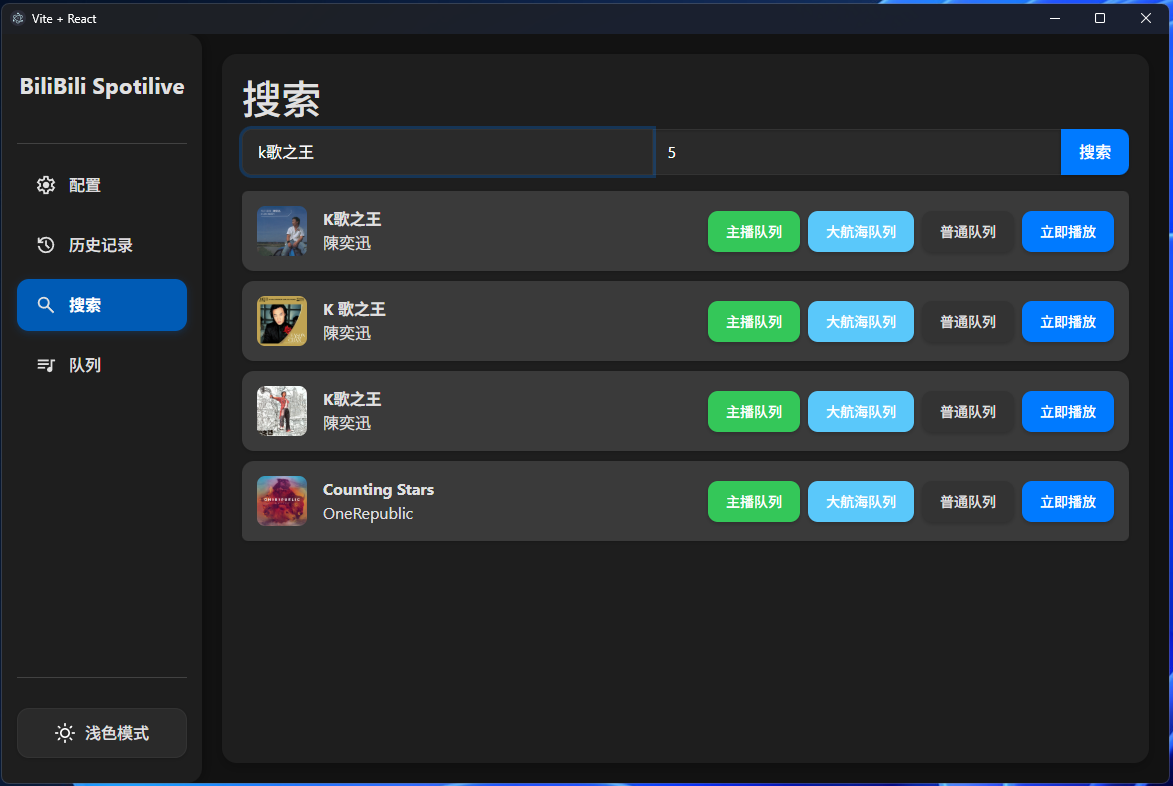 Vite + React
BiliBili Spotilive
配置
历史记录
搜索
队列
浅色模式
搜索
k歌之王 5 搜索
K歌之王
陳奕迅
主播队列 大航海队列 普通队列 立即播放
K 歌之王
陳奕迅
主播队列 大航海队列 普通队列 立即播放
K歌之王
陳奕迅
主播队列 大航海队列 普通队列 立即播放
Counting Stars
OneRepublic
主播队列 大航海队列 普通队列 立即播放